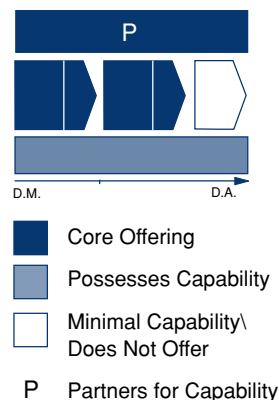 P
D.M. D.A.
Core Offering
Possesses Capability
Minimal Capability\
Does Not Offer
P Partners for Capability